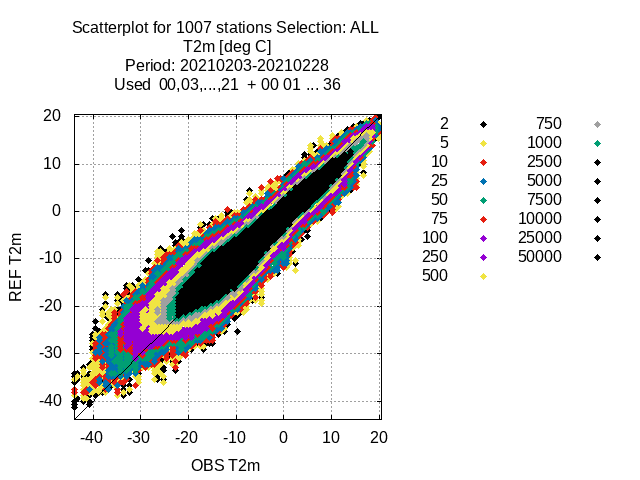 Scatterplot for 1007 stations Selection: ALL
T2m [deg C]
Period: 20210203-20210228
Used  00,03,...,21  + 00 01 ... 36
20
10
0
-10
-20
-30
-40
REF T2m
-40 -30 -20 -10 0 10 20
OBS T2m
2 750
5 1000
10 2500
25 5000
50 7500
75 10000
100 25000
250 50000
500